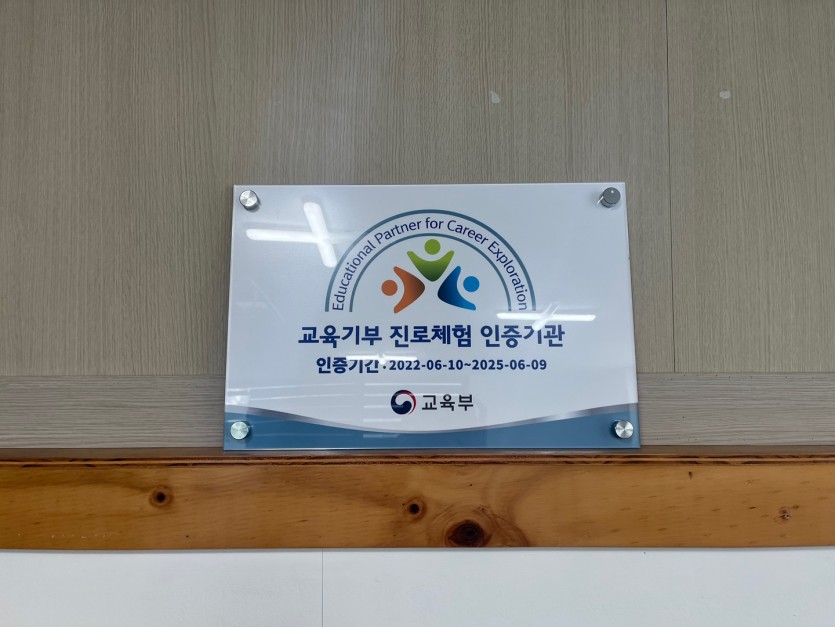 Educational Partner for Career Exploration
교육기부 진로체험 인증기관
인증기간 : 2022-06-10~2025-06-09
교육부